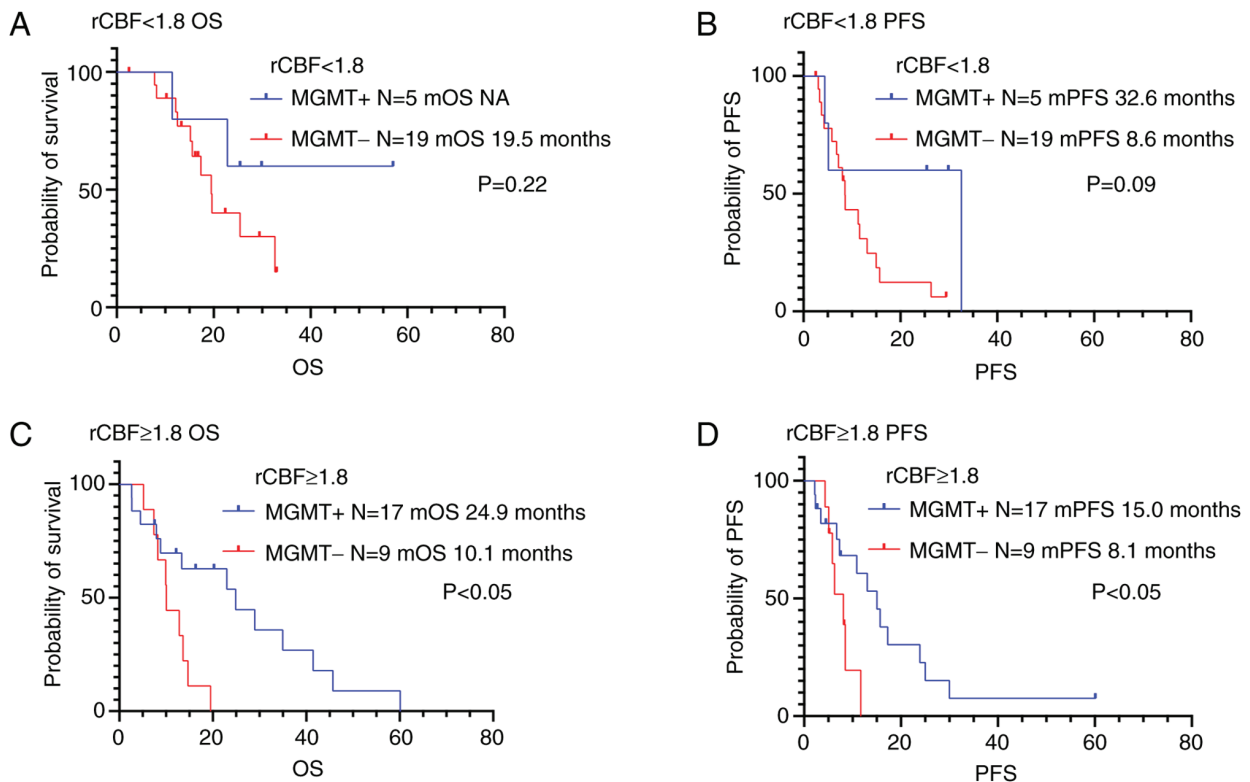 A
rCBF<1.8 OS
rCBF<1.8
MGMT+ N=5 mOS NA
MGMT− N=19 mOS 19.5 months
P=0.22
Probability of survival
100
50
0
0 20 40 60 80
OS
B
rCBF<1.8 PFS
rCBF<1.8
MGMT+ N=5 mPFS 32.6 months
MGMT− N=19 mPFS 8.6 months
P=0.09
Probability of PFS
100
50
0
0 20 40 60 80
PFS
C
rCBF≥1.8 OS
rCBF≥1.8
MGMT+ N=17 mOS 24.9 months
MGMT− N=9 mOS 10.1 months
P<0.05
Probability of survival
100
50
0
0 20 40 60 80
OS
D
rCBF≥1.8 PFS
rCBF≥1.8
MGMT+ N=17 mPFS 15.0 months
MGMT− N=9 mPFS 8.1 months
P<0.05
Probability of PFS
100
50
0
0 20 40 60 80
PFS